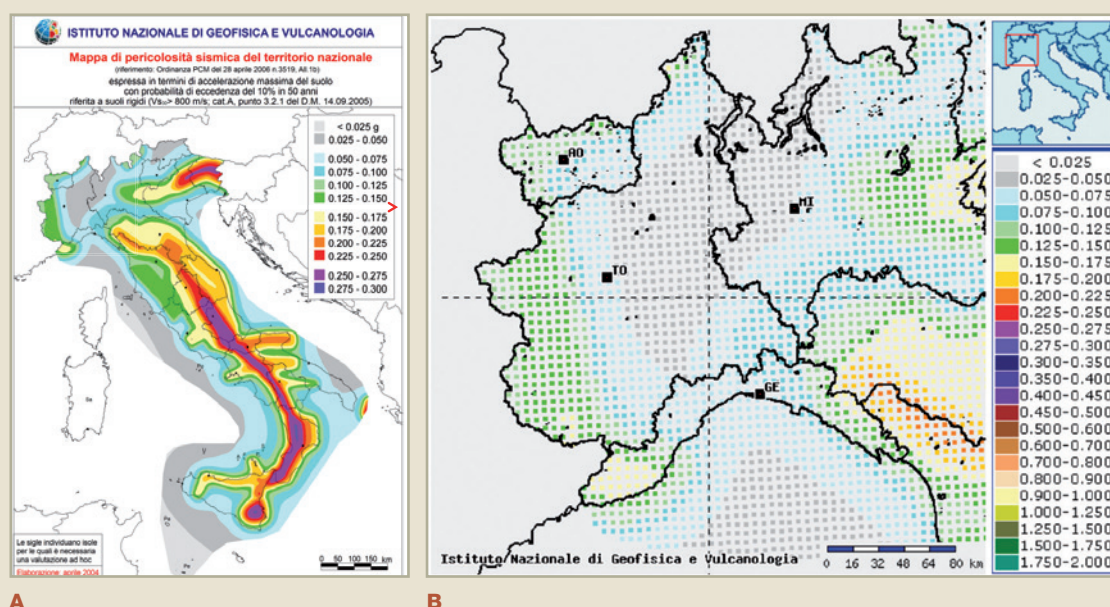 ISTITUTO NAZIONALE DI GEOFISICA E VULCANOLOGIA
Mappa di pericolosità sismica del territorio nazionale
(riferimento: Ordinanza PCM del 28 aprile 2006 n.3519, All.1b)
espressa in termini di accelerazione massima del suolo
con probabilità di eccedenza del 10% in 50 anni
riferita a suoli rigidi (Vs₃₀> 800 m/s; cat.A, punto 3.2.1 del D.M. 14.09.2005)
< 0.025 g
0.025 - 0.050
0.050 - 0.075
0.075 - 0.100
0.100 - 0.125
0.125 - 0.150
0.150 - 0.175
0.175 - 0.200
0.200 - 0.225
0.225 - 0.250
0.250 - 0.275
0.275 - 0.300
Le sigle individuano isole
per le quali è necessaria
una valutazione ad hoc
Elaborazione: aprile 2004
0 50 100 150 km
A
AO
MI
TO
GE
Istituto Nazionale di Geofisica e Vulcanologia
0 16 32 48 64 80 km
< 0.025
0.025-0.050
0.050-0.075
0.075-0.100
0.100-0.125
0.125-0.150
0.150-0.175
0.175-0.200
0.200-0.225
0.225-0.250
0.250-0.275
0.275-0.300
0.300-0.350
0.350-0.400
0.400-0.450
0.450-0.500
0.500-0.600
0.600-0.700
0.700-0.800
0.800-0.900
0.900-1.000
1.000-1.250
1.250-1.500
1.500-1.750
1.750-2.000
B